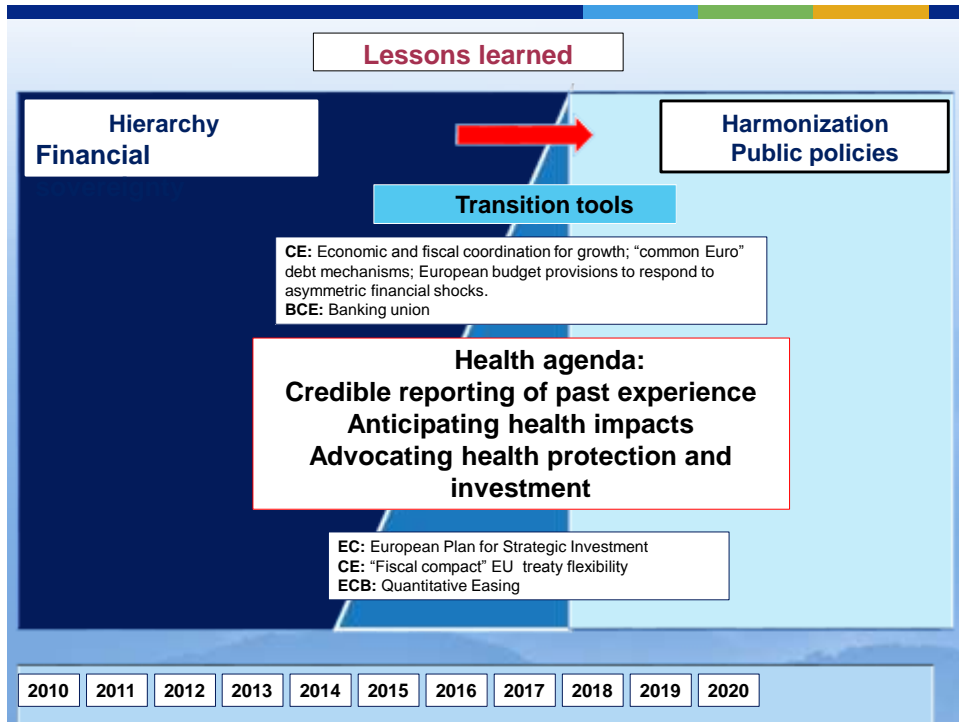 Lessons learned
Hierarchy
Financial
sovereignty
Harmonization
Public policies
Transition tools
CE: Economic and fiscal coordination for growth; “common Euro”
debt mechanisms; European budget provisions to respond to
asymmetric financial shocks.
BCE: Banking union
Health agenda:
Credible reporting of past experience
Anticipating health impacts
Advocating health protection and
investment
EC: European Plan for Strategic Investment
CE: “Fiscal compact” EU treaty flexibility
ECB: Quantitative Easing
2010 2011 2012 2013 2014 2015 2016 2017 2018 2019 2020